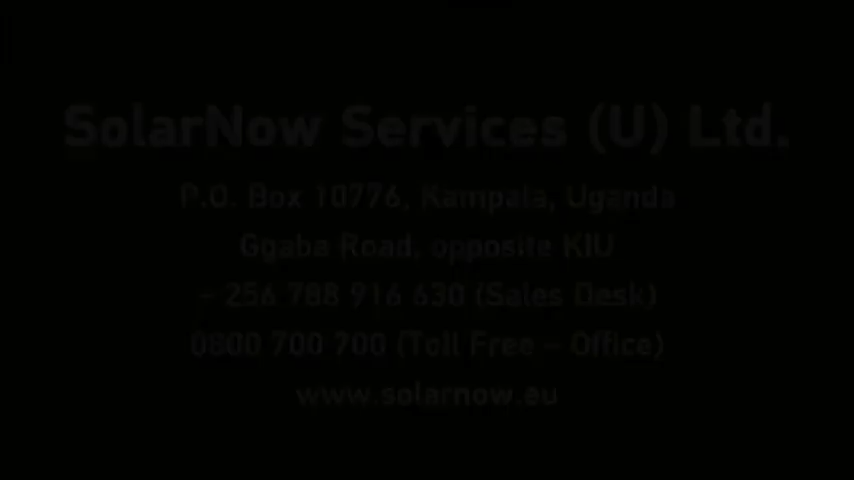 SolarNow Services (U) Ltd.
P.O. Box 10776, Kampala, Uganda
Ggaba Road, opposite KIU
+ 256 788 916 630 (Sales Desk)
0800 700 700 (Toll Free – Office)
www.solarnow.eu